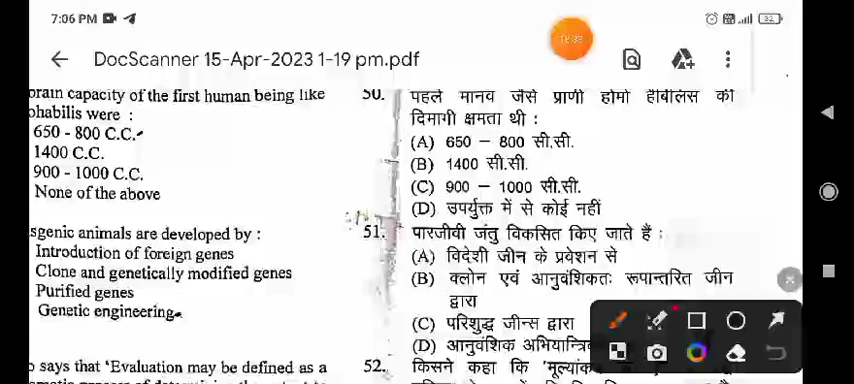 7:06 PM
32
18:35
DocScanner 15-Apr-2023 1-19 pm.pdf
brain capacity of the first human being like
ohabilis were :
650 - 800 C.C.
1400 C.C.
900 - 1000 C.C.
None of the above
sgenic animals are developed by :
Introduction of foreign genes
Clone and genetically modified genes
Purified genes
Genetic engineering
says that 'Evaluation may be defined as a
50. पहले मानव जैसे प्राणी होमो हैबिलिस की
दिमागी क्षमता थी :
(A) 650 – 800 सी.सी.
(B) 1400 सी.सी.
(C) 900 – 1000 सी.सी.
(D) उपर्युक्त में से कोई नहीं
51. पारजीवी जंतु विकसित किए जाते हैं :
(A) विदेशी जीन के प्रवेशन से
(B) क्लोन एवं आनुवंशिकतः रूपान्तरित जीन
द्वारा
(C) परिशुद्ध जीन्स द्वारा
(D) आनुवंशिक अभियान्त्रि
52. किसने कहा कि 'मूल्यांक